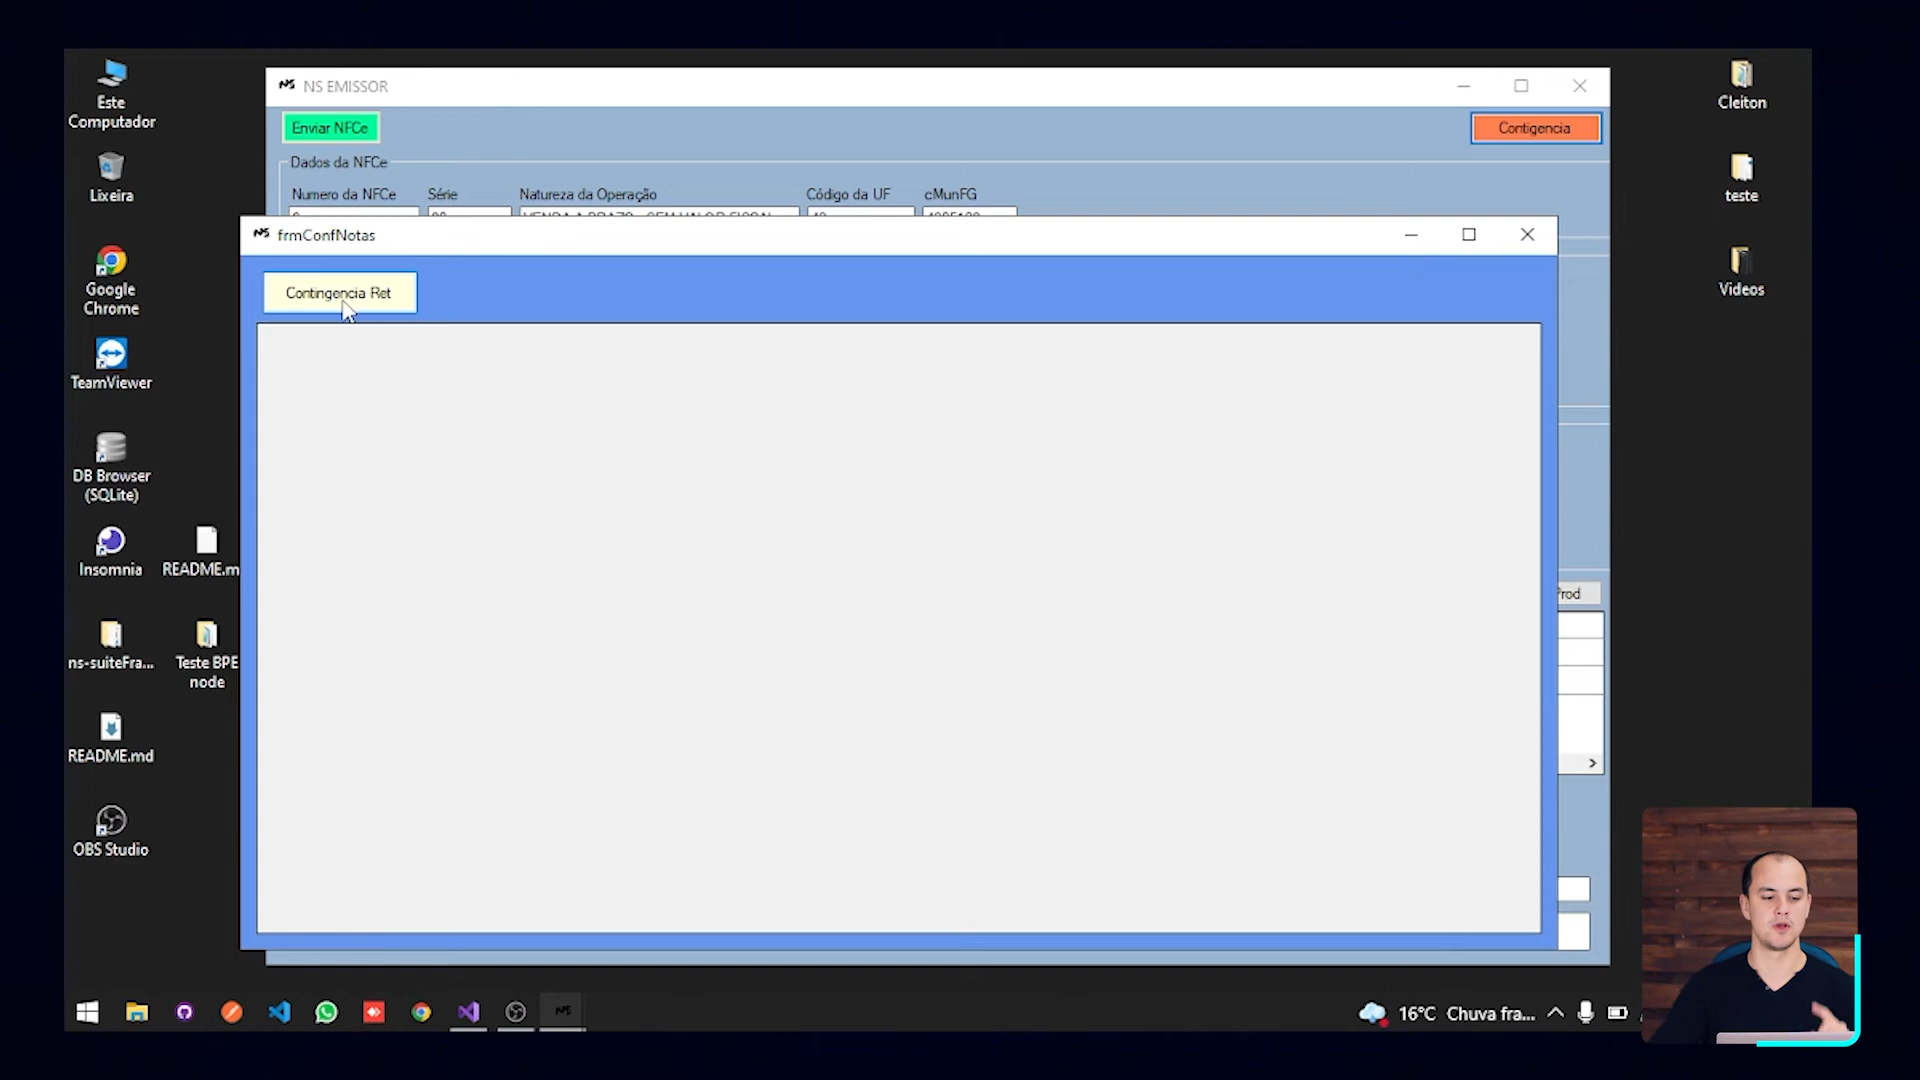 Este
Computador
Lixeira
Google
Chrome
TeamViewer
DB Browser
(SQLite)
Insomnia
README.m
ns-suiteFra...
Teste BPE
node
README.md
OBS Studio
NS EMISSOR
Enviar NFCe
Contigencia
Dados da NFCe
Numero da NFCe
Série
Natureza da Operação
Código da UF
cMunFG
frmConfNotas
Contingencia Ret
Prod
Cleiton
teste
Videos
16°C Chuva fra...